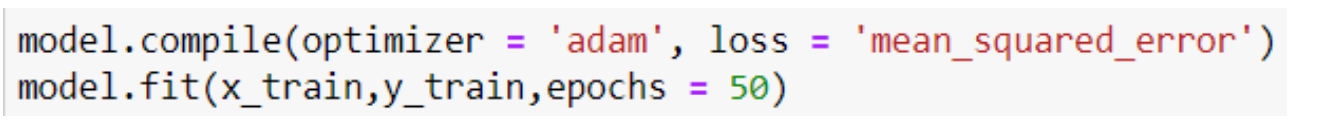 model.compile(optimizer = 'adam', loss = 'mean_squared_error')
model.fit(x_train,y_train,epochs = 50)